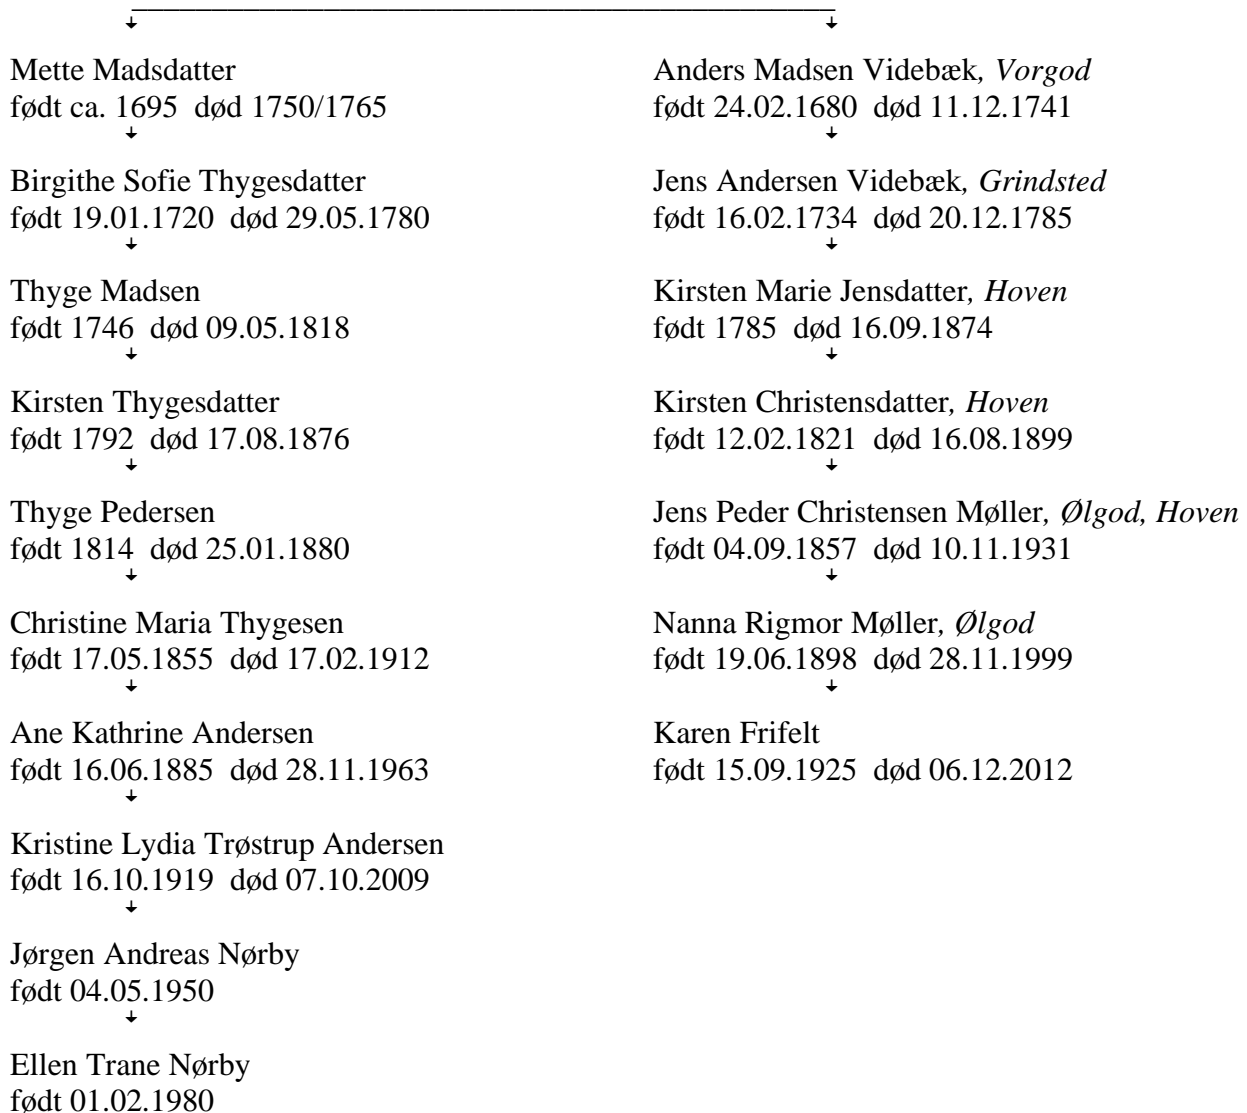 Mette Madsdatter
født ca. 1695 død 1750/1765
Birgithe Sofie Thygesdatter
født 19.01.1720 død 29.05.1780
Thyge Madsen
født 1746 død 09.05.1818
Kirsten Thygesdatter
født 1792 død 17.08.1876
Thyge Pedersen
født 1814 død 25.01.1880
Christine Maria Thygesen
født 17.05.1855 død 17.02.1912
Ane Kathrine Andersen
født 16.06.1885 død 28.11.1963
Kristine Lydia Trøstrup Andersen
født 16.10.1919 død 07.10.2009
Jørgen Andreas Nørby
født 04.05.1950
Ellen Trane Nørby
født 01.02.1980
Anders Madsen Videbæk, Vorgod
født 24.02.1680 død 11.12.1741
Jens Andersen Videbæk, Grindsted
født 16.02.1734 død 20.12.1785
Kirsten Marie Jensdatter, Hoven
født 1785 død 16.09.1874
Kirsten Christensdatter, Hoven
født 12.02.1821 død 16.08.1899
Jens Peder Christensen Møller, Ølgod, Hoven
født 04.09.1857 død 10.11.1931
Nanna Rigmor Møller, Ølgod
født 19.06.1898 død 28.11.1999
Karen Frifelt
født 15.09.1925 død 06.12.2012